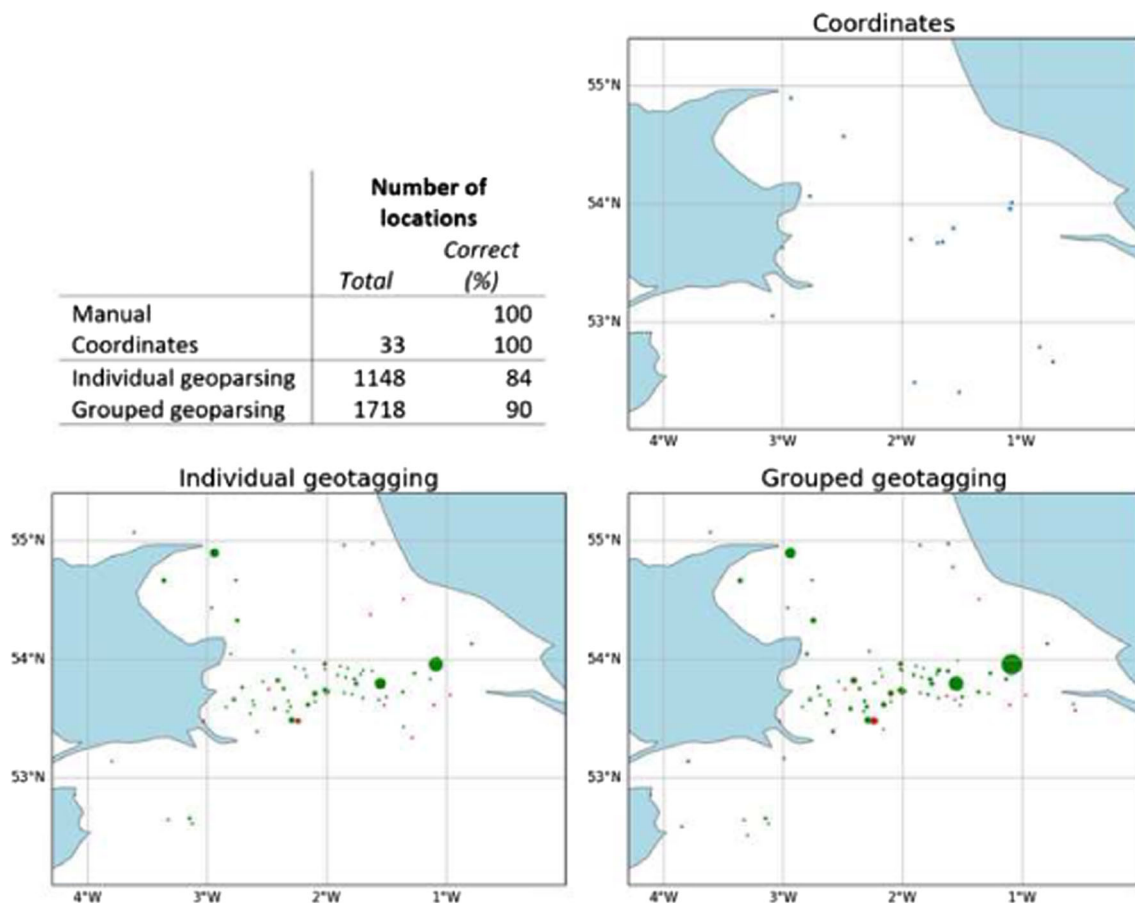 Coordinates
55°N
54°N
53°N
4°W 3°W 2°W 1°W
Number of
locations
Correct
Total (%)
Manual 100
Coordinates 33 100
Individual geoparsing 1148 84
Grouped geoparsing 1718 90
Individual geotagging
55°N
54°N
53°N
4°W 3°W 2°W 1°W
Grouped geotagging
55°N
54°N
53°N
4°W 3°W 2°W 1°W